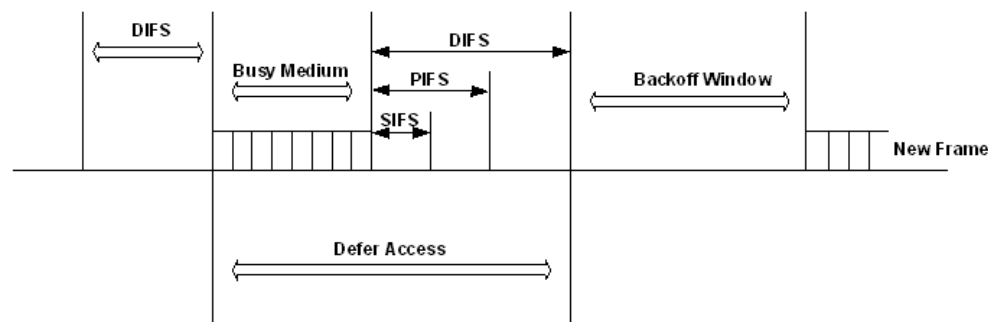 DIFS
DIFS
Busy Medium
PIFS
Backoff Window
SIFS
New Frame
Defer Access